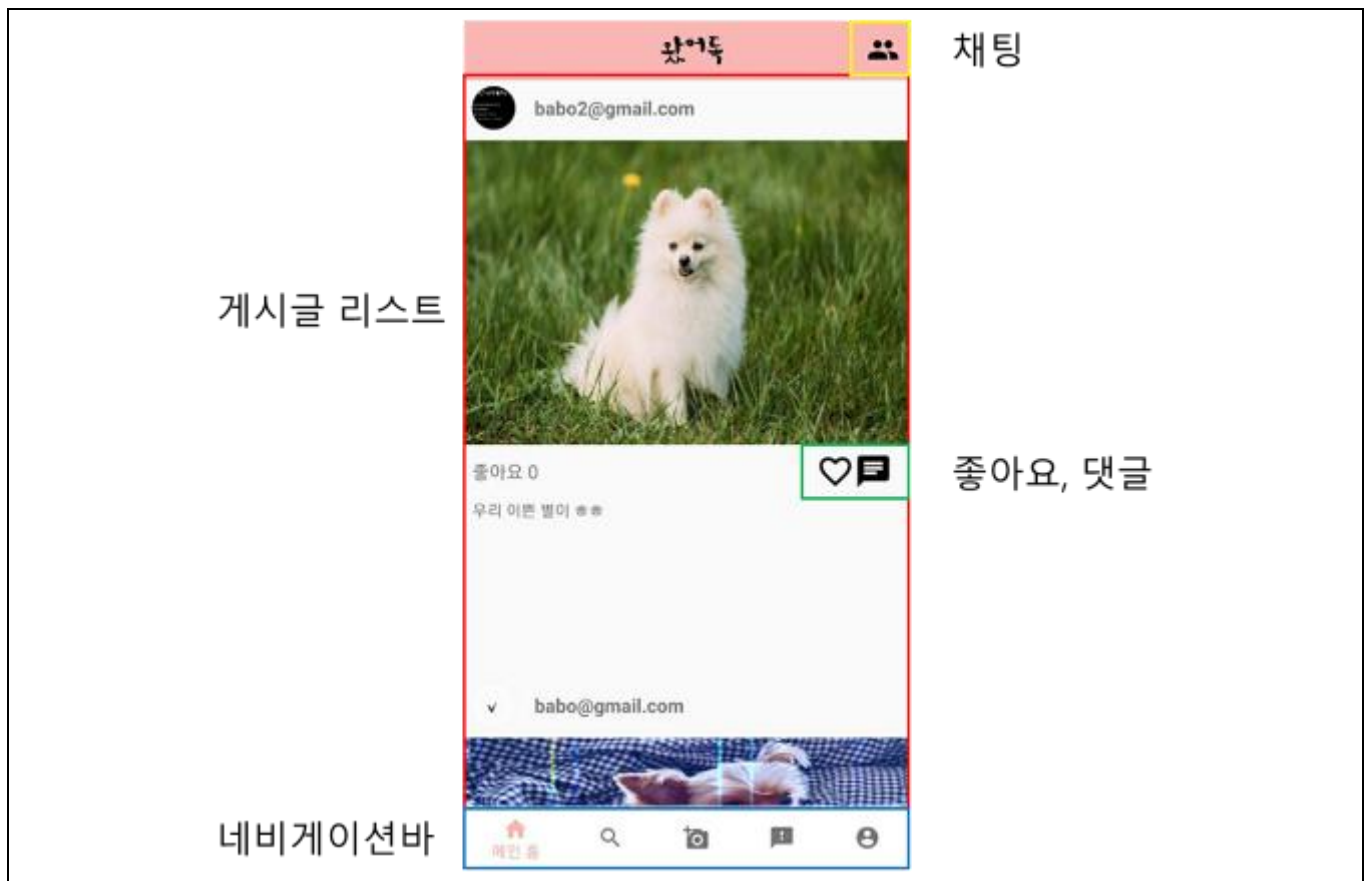 왔어독
채팅
babo2@gmail.com
게시글 리스트
좋아요 0
좋아요, 댓글
우리 이쁜 별이 ㅎㅎ
babo@gmail.com
네비게이션바
메인 홈